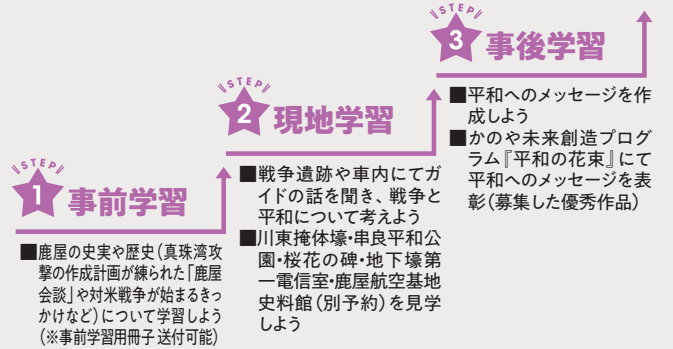 STEP
1 事前学習
■鹿屋の史実や歴史(真珠湾攻
撃の作成計画が練られた「鹿屋
会談」や対米戦争が始まるきっ
かけなど)について学習しよう
(※事前学習用冊子 送付可能)
STEP
2 現地学習
■戦争遺跡や車内にてガ
イドの話を聞き、戦争と
平和について考えよう
■川東掩体壕・串良平和公
園・桜花の碑・地下壕第
一電信室・鹿屋航空基地
史料館(別予約)を見学
しよう
STEP
3 事後学習
■平和へのメッセージを作
成しよう
■かのや未来創造プログ
ラム『平和の花束』にて
平和へのメッセージを表
彰(募集した優秀作品)